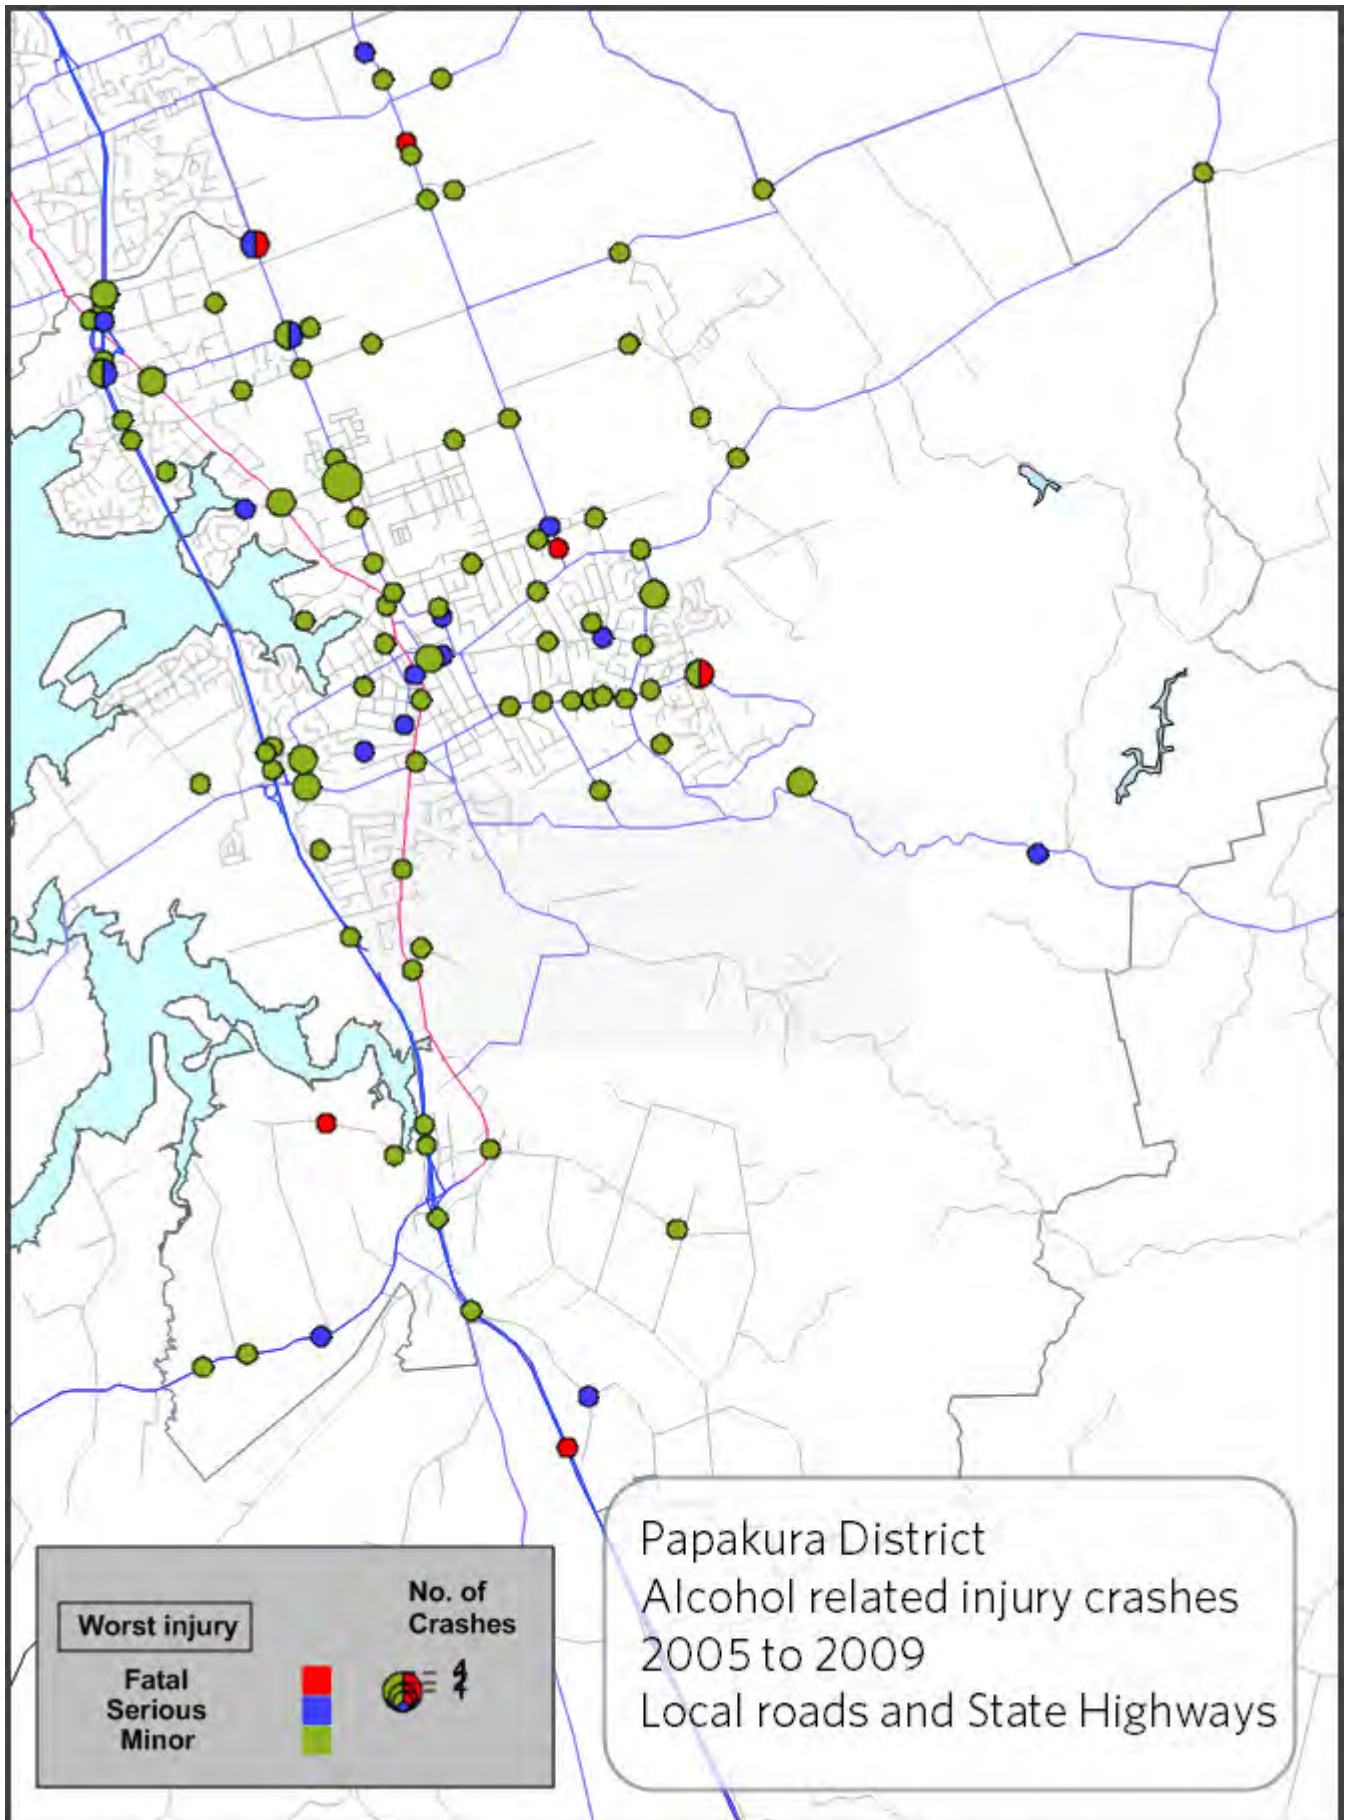 Papakura District
Alcohol related injury crashes
2005 to 2009
Local roads and State Highways
Worst injury
No. of
Crashes
Fatal
Serious
Minor
4